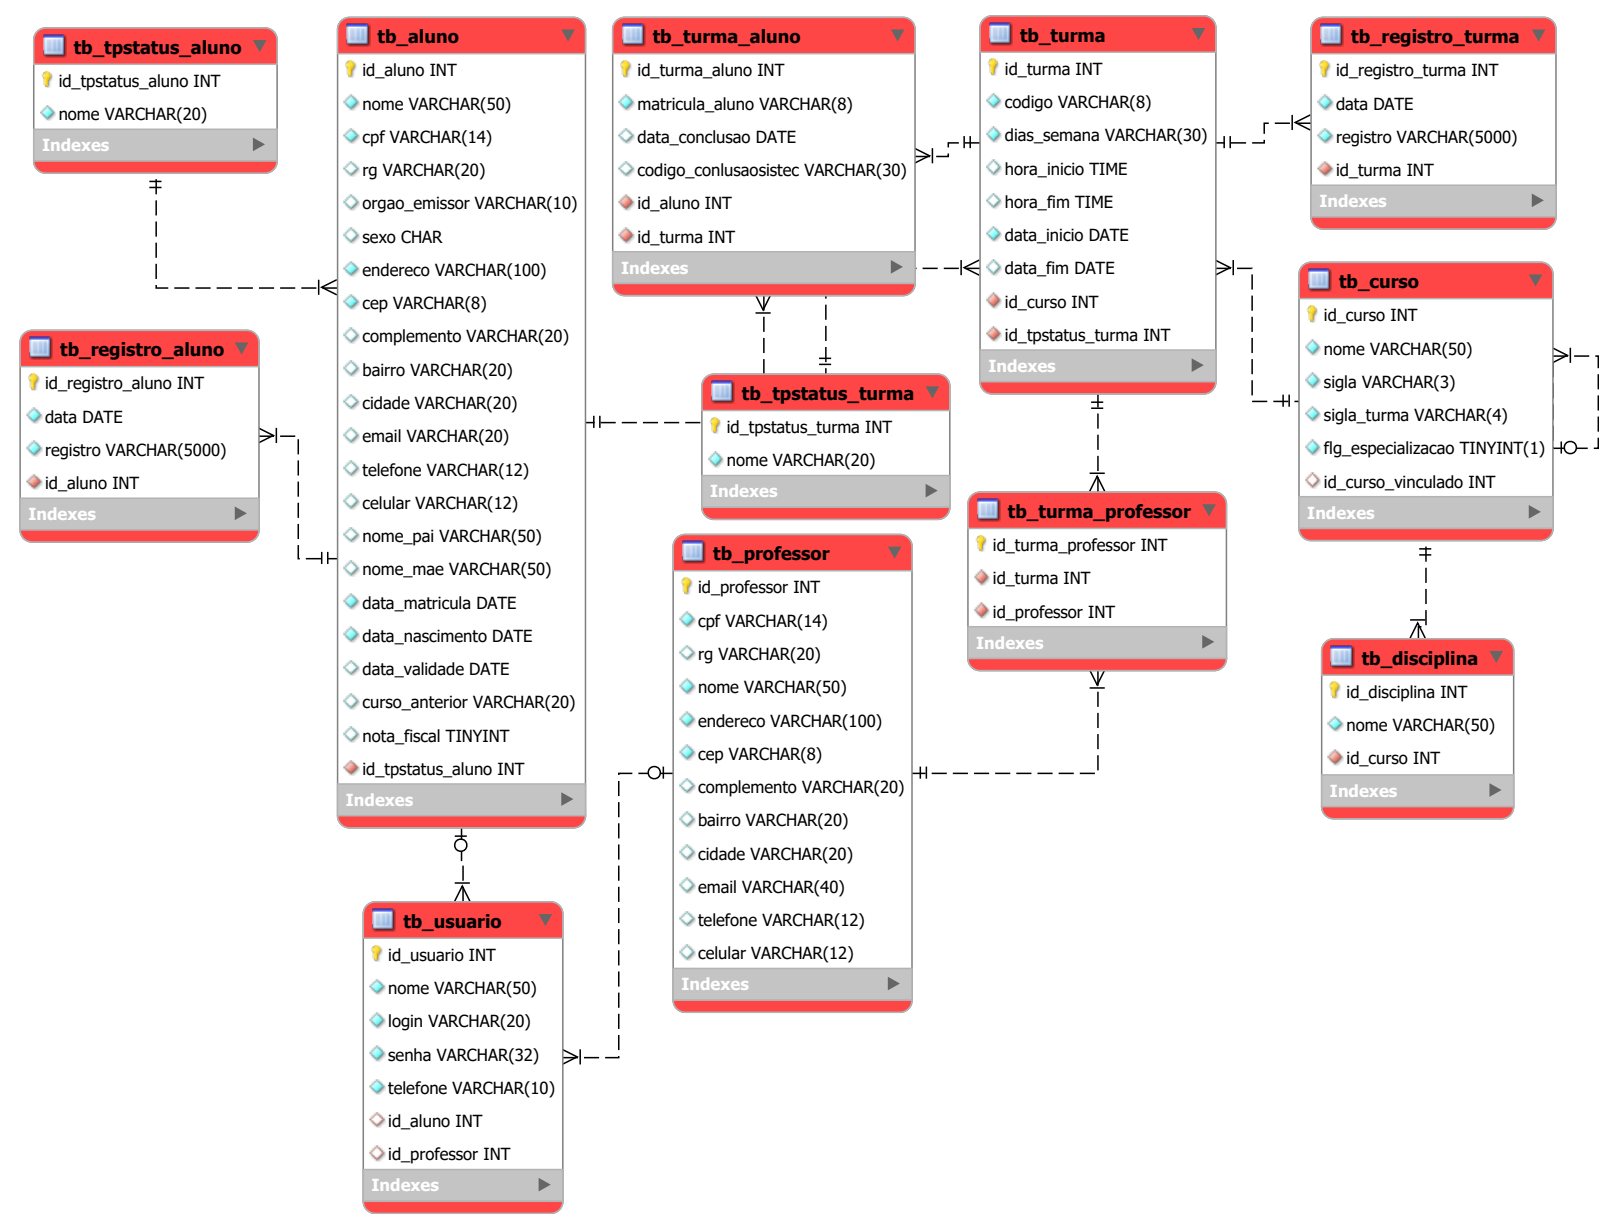 tb_tpstatus_aluno
id_tpstatus_aluno INT
nome VARCHAR(20)
Indexes
tb_aluno
id_aluno INT
nome VARCHAR(50)
cpf VARCHAR(14)
rg VARCHAR(20)
orgao_emissor VARCHAR(10)
sexo CHAR
endereco VARCHAR(100)
cep VARCHAR(8)
complemento VARCHAR(20)
bairro VARCHAR(20)
cidade VARCHAR(20)
email VARCHAR(20)
telefone VARCHAR(12)
celular VARCHAR(12)
nome_pai VARCHAR(50)
nome_mae VARCHAR(50)
data_matricula DATE
data_nascimento DATE
data_validade DATE
curso_anterior VARCHAR(20)
nota_fiscal TINYINT
id_tpstatus_aluno INT
Indexes
tb_turma_aluno
id_turma_aluno INT
matricula_aluno VARCHAR(8)
data_conclusao DATE
codigo_conlusaosistec VARCHAR(30)
id_aluno INT
id_turma INT
Indexes
tb_turma
id_turma INT
codigo VARCHAR(8)
dias_semana VARCHAR(30)
hora_inicio TIME
hora_fim TIME
data_inicio DATE
data_fim DATE
id_curso INT
id_tpstatus_turma INT
Indexes
tb_registro_turma
id_registro_turma INT
data DATE
registro VARCHAR(5000)
id_turma INT
Indexes
tb_curso
id_curso INT
nome VARCHAR(50)
sigla VARCHAR(3)
sigla_turma VARCHAR(4)
flg_especializacao TINYINT(1)
id_curso_vinculado INT
Indexes
tb_registro_aluno
id_registro_aluno INT
data DATE
registro VARCHAR(5000)
id_aluno INT
Indexes
tb_tpstatus_turma
id_tpstatus_turma INT
nome VARCHAR(20)
Indexes
tb_turma_professor
id_turma_professor INT
id_turma INT
id_professor INT
Indexes
tb_professor
id_professor INT
cpf VARCHAR(14)
rg VARCHAR(20)
nome VARCHAR(50)
endereco VARCHAR(100)
cep VARCHAR(8)
complemento VARCHAR(20)
bairro VARCHAR(20)
cidade VARCHAR(20)
email VARCHAR(40)
telefone VARCHAR(12)
celular VARCHAR(12)
Indexes
tb_disciplina
id_disciplina INT
nome VARCHAR(50)
id_curso INT
Indexes
tb_usuario
id_usuario INT
nome VARCHAR(50)
login VARCHAR(20)
senha VARCHAR(32)
telefone VARCHAR(10)
id_aluno INT
id_professor INT
Indexes